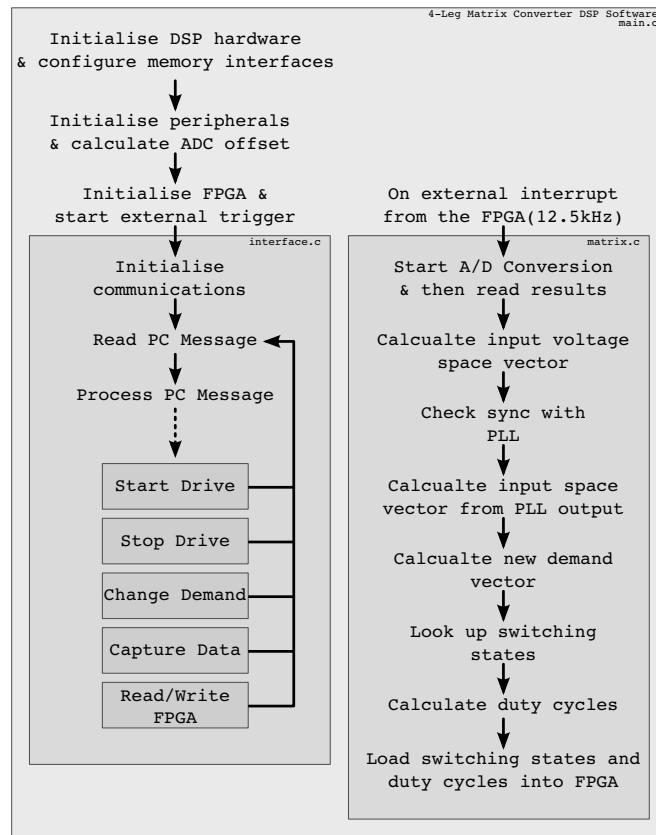 4-Leg Matrix Converter DSP Software
main.c
Initialise DSP hardware
& configure memory interfaces
Initialise peripherals
& calculate ADC offset
Initialise FPGA &
start external trigger
interface.c
Initialise
communications
Read PC Message
Process PC Message
Start Drive
Stop Drive
Change Demand
Capture Data
Read/Write
FPGA
On external interrupt
from the FPGA(12.5kHz)
matrix.c
Start A/D Conversion
& then read results
Calcualte input voltage
space vector
Check sync with
PLL
Calcualte input space
vector from PLL output
Calcualte new demand
vector
Look up switching
states
Calculate duty cycles
Load switching states and
duty cycles into FPGA